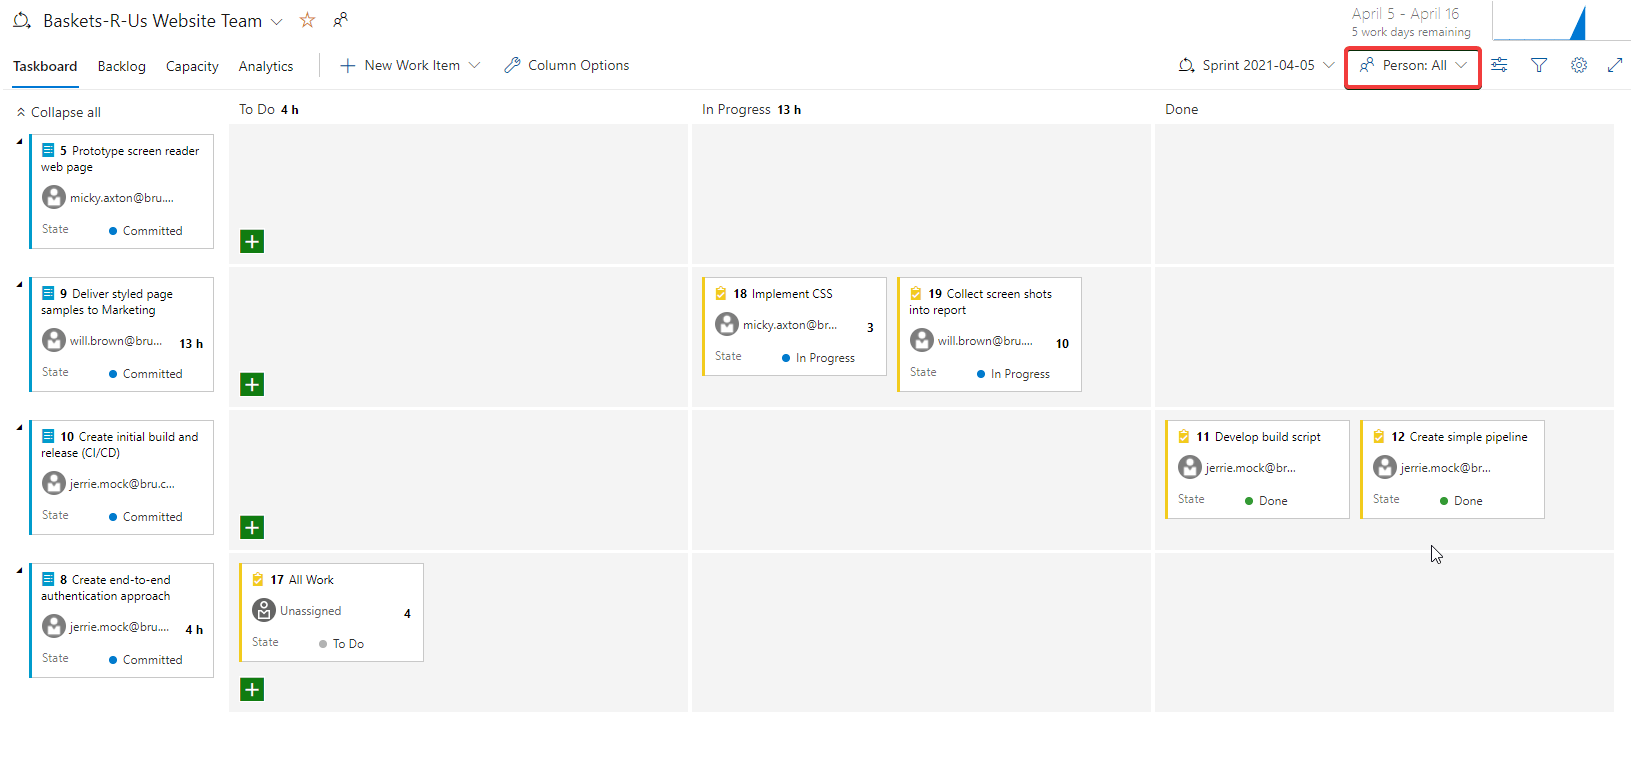 Baskets-R-Us Website Team
April 5 - April 16
5 work days remaining
Taskboard Backlog Capacity Analytics New Work Item Column Options Sprint 2021-04-05 Person: All
Collapse all
To Do 4 h
In Progress 13 h
Done
5 Prototype screen reader
web page
micky.axton@bru....
State Committed
9 Deliver styled page
samples to Marketing
will.brown@bru... 13 h
State Committed
18 Implement CSS
micky.axton@br... 3
State In Progress
19 Collect screen shots
into report
will.brown@bru.... 10
State In Progress
10 Create initial build and
release (CI/CD)
jerrie.mock@bru.c...
State Committed
11 Develop build script
jerrie.mock@br...
State Done
12 Create simple pipeline
jerrie.mock@br...
State Done
8 Create end-to-end
authentication approach
jerrie.mock@bru.... 4 h
State Committed
17 All Work
Unassigned 4
State To Do